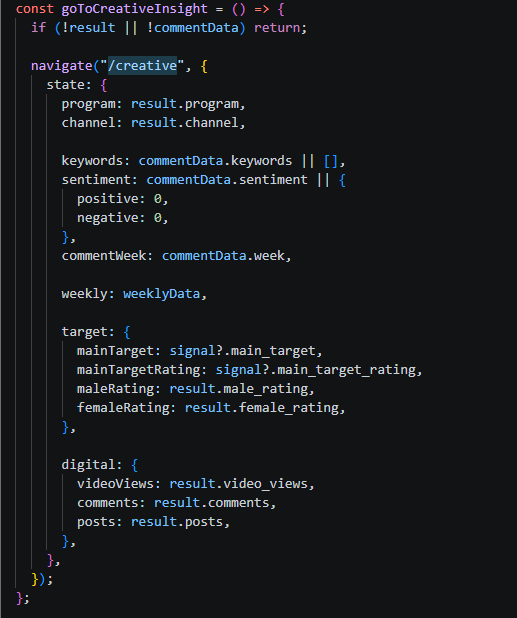 const goToCreativeInsight = () => {
if (!result || !commentData) return;
navigate("/creative", {
state: {
program: result.program,
channel: result.channel,
keywords: commentData.keywords || [],
sentiment: commentData.sentiment || {
positive: 0,
negative: 0,
},
commentWeek: commentData.week,
weekly: weeklyData,
target: {
mainTarget: signal?.main_target,
mainTargetRating: signal?.main_target_rating,
maleRating: result.male_rating,
femaleRating: result.female_rating,
},
digital: {
videoViews: result.video_views,
comments: result.comments,
posts: result.posts,
},
},
});
};